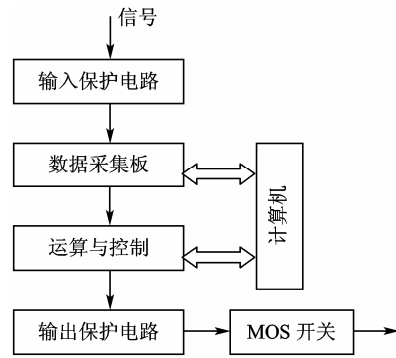 信号
输入保护电路
数据采集板
计算机
运算与控制
输出保护电路
MOS 开关